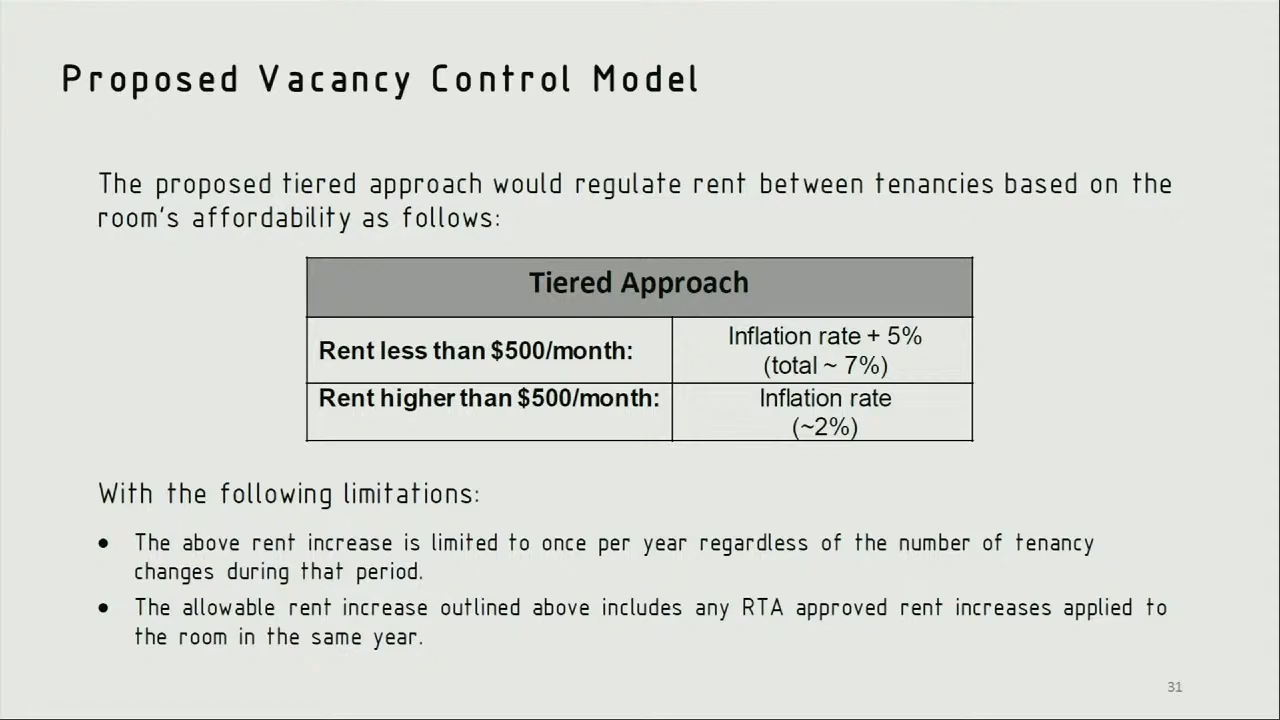 Proposed Vacancy Control Model
The proposed tiered approach would regulate rent between tenancies based on the
room's affordability as follows:
Tiered Approach
Rent less than $500/month:
Inflation rate + 5%
(total ~ 7%)
Rent higher than $500/month:
Inflation rate
(~2%)
With the following limitations:
• The above rent increase is limited to once per year regardless of the number of tenancy
changes during that period.
• The allowable rent increase outlined above includes any RTA approved rent increases applied to
the room in the same year.
31